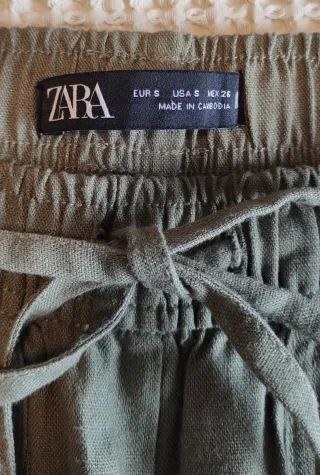 ZARA
EUR S USA S MEX 26
MADE IN CAMBODIA